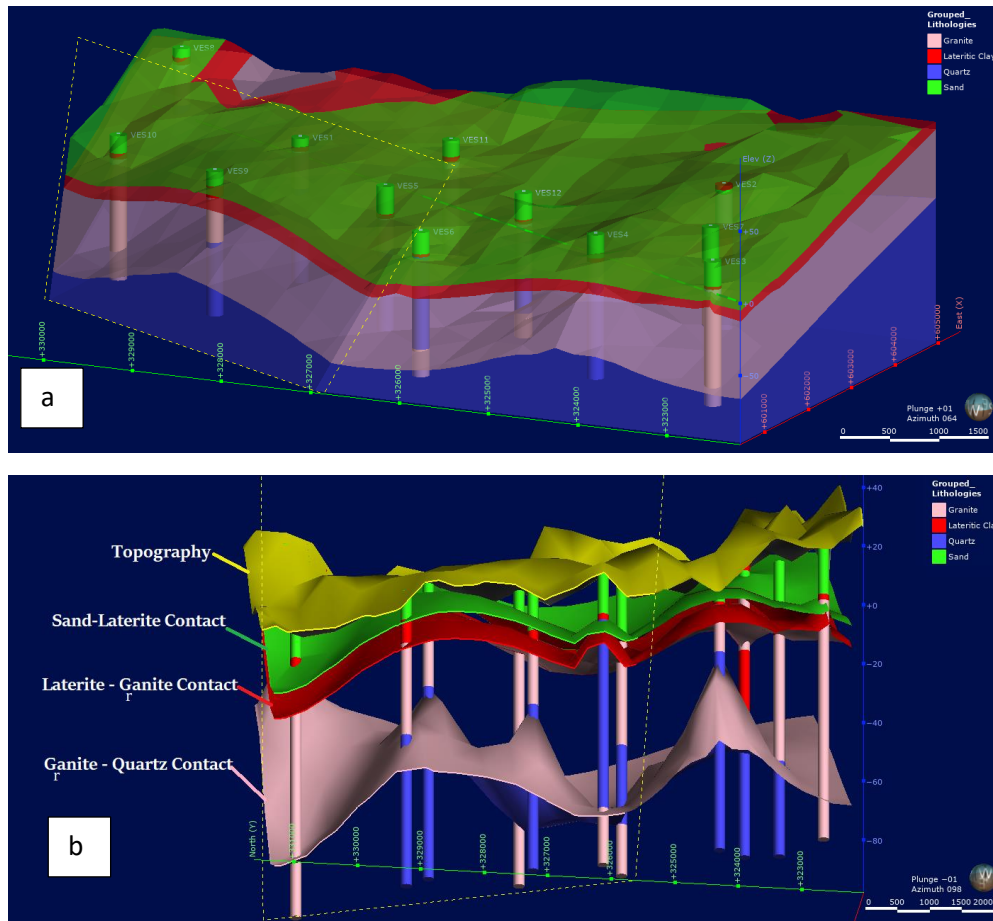 Grouped_
Lithologies
Granite
Lateritic Clay
Quartz
Sand
VES8
VES10
VES1
VES11
VES9
VES5
VES12
VES2
VES6
VES4
VES7
VES3
Elev (Z)
+50
+0
-50
+330000
+329000
+328000
+327000
+326000
+325000
+324000
+323000
+601000
+602000
+603000
+604000
+605000
East (X)
a
Plunge +01
Azimuth 064
0 500 1000 1500
Grouped_
Lithologies
Granite
Lateritic Cla
Quartz
Sand
+40
+20
+0
-20
-40
-60
-80
Topography
Sand-Laterite Contact
Laterite - Ganite Contact
r
Ganite - Quartz Contact
r
b
North (Y)
+331000
+330000
+329000
+328000
+327000
+326000
+325000
+324000
+323000
Plunge -01
Azimuth 098
0 500 1000 1500 2000